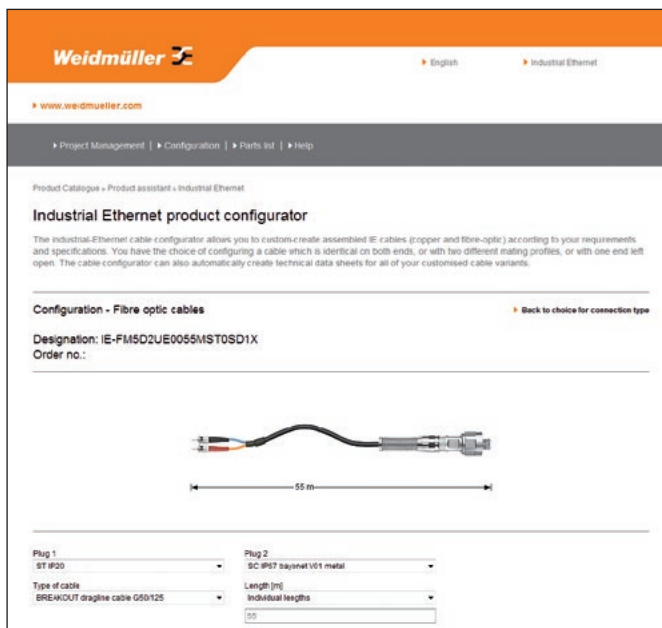 Weidmüller
English
Industrial Ethernet
www.weidmueller.com
Project Management | Configuration | Parts list | Help
Product Catalogue » Product assistant » Industrial Ethernet
Industrial Ethernet product configurator
The industrial-Ethernet cable configurator allows you to custom-create assembled IE cables (copper and fibre-optic) according to your requirements
and specifications. You have the choice of configuring a cable which is identical on both ends, or with two different mating profiles, or with one end left
open. The cable configurator can also automatically create technical data sheets for all of your customised cable variants.
Configuration - Fibre optic cables
Back to choice for connection type
Designation: IE-FM5D2UE0055MST0SD1X
Order no.:
55 m
Plug 1
Plug 2
ST IP20
SC IP67 bayonet V01 metal
Type of cable
Length [m]
BREAKOUT dragline cable G50/125
Individual lengths
55